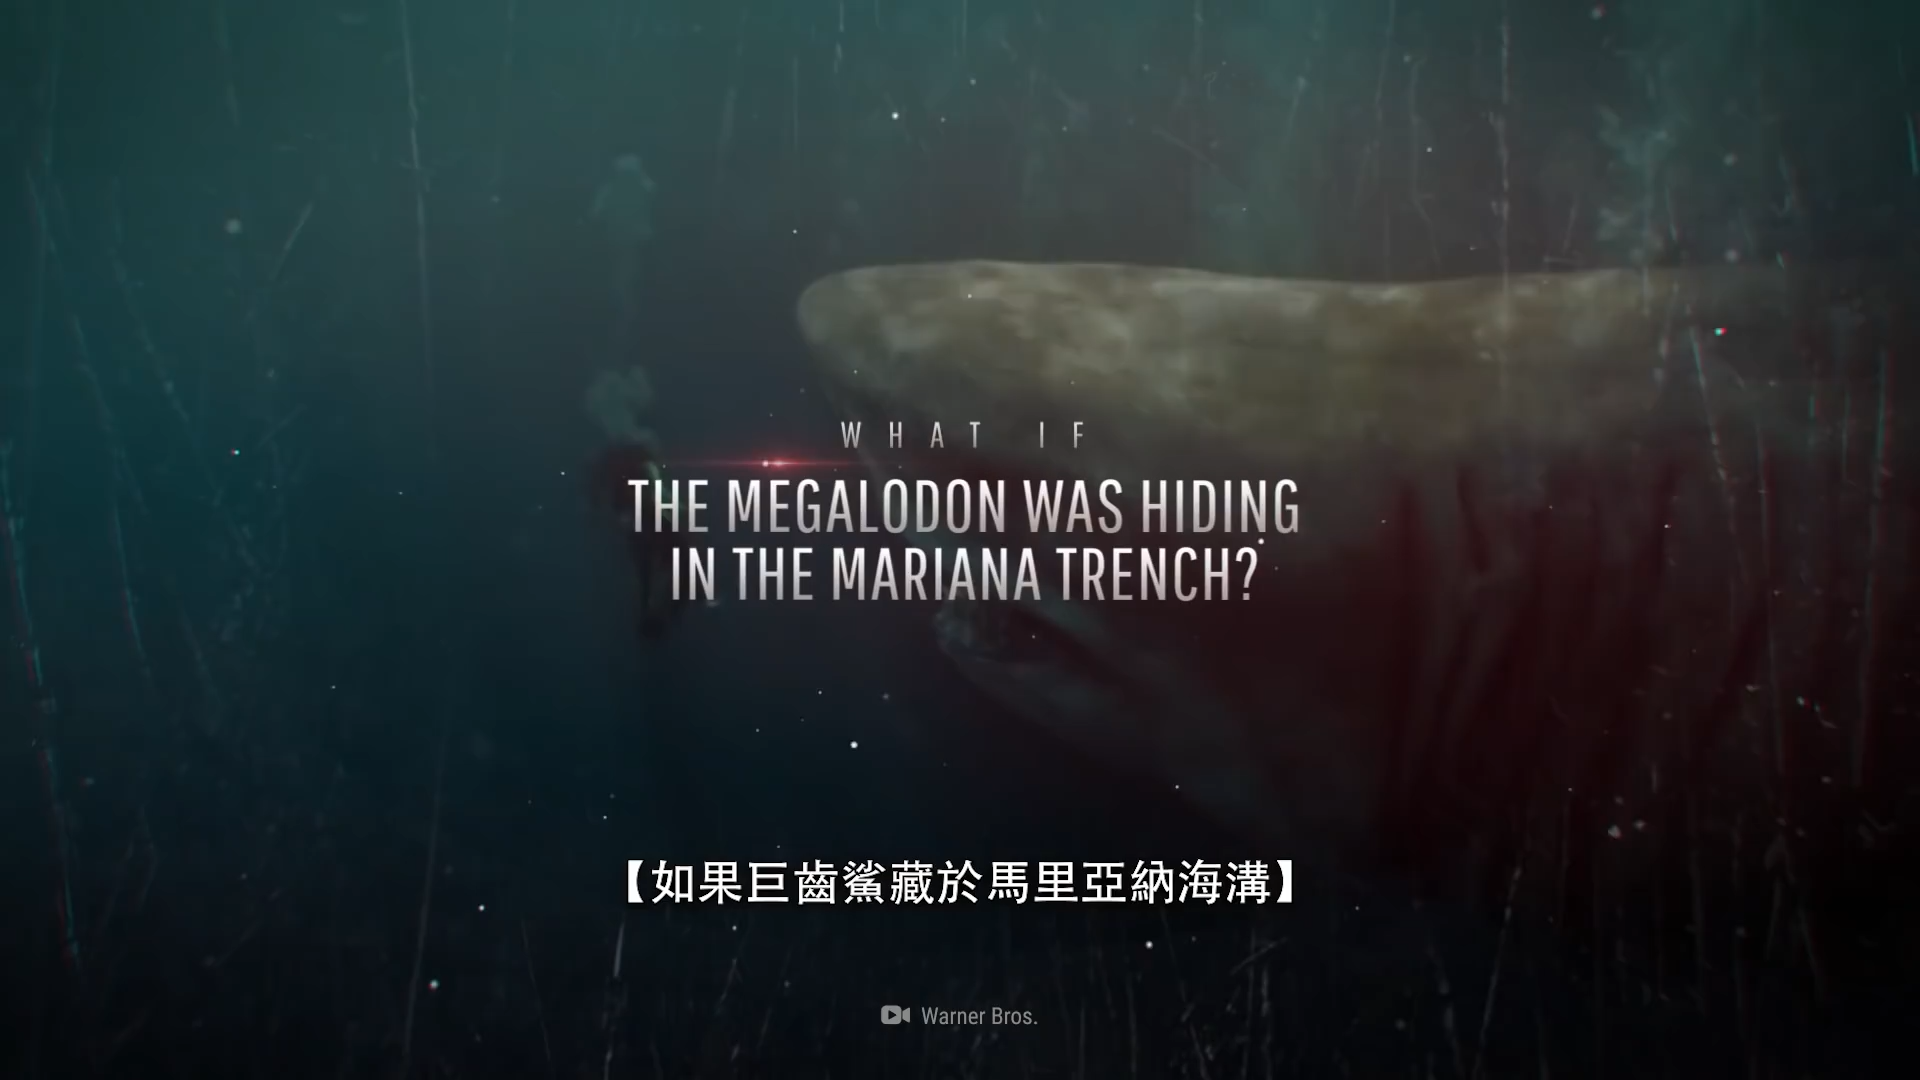 WHAT IF
THE MEGALODON WAS HIDING
IN THE MARIANA TRENCH?
【如果巨齒鯊藏於馬里亞納海溝】
Warner Bros.